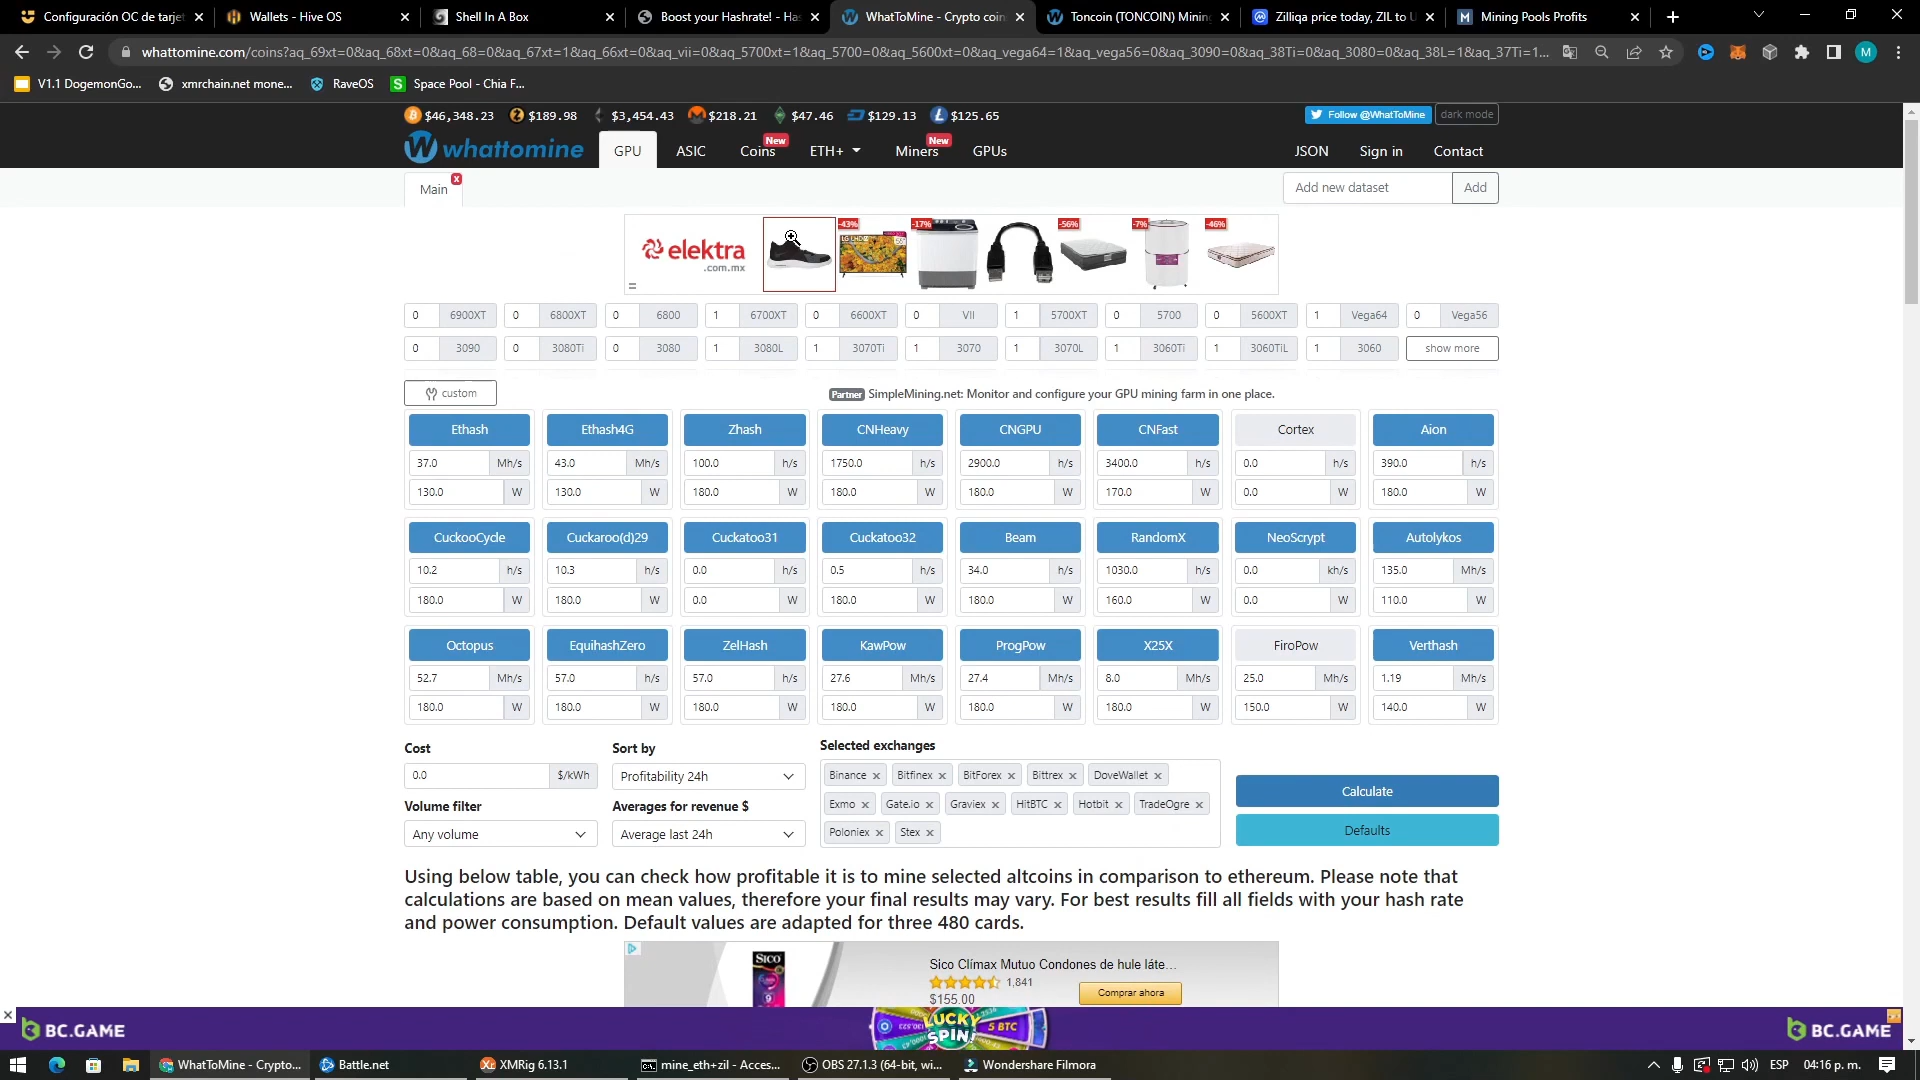 Configuración OC de tarjet
Wallets - Hive OS
Shell In A Box
Boost your Hashrate! - Has
WhatToMine - Crypto coin
Toncoin (TONCOIN) Mining
Zilliqa price today, ZIL to U
Mining Pools Profits
whattomine.com/coins?aq_69xt=0&aq_68xt=0&aq_68=0&aq_67xt=1&aq_66xt=0&aq_vii=0&aq_5700xt=1&aq_5700=0&aq_5600xt=0&aq_vega64=1&aq_vega56=0&aq_3090=0&aq_38Ti=0&aq_3080=0&aq_38L=1&aq_37Ti=1...
M
V1.1 DogemonGo...
xmrchain.net mone...
RaveOS
Space Pool - Chia F...
$46,348.23 $189.98 $3,454.43 $218.21 $47.46 $129.13 $125.65
Follow @WhatToMine
dark mode
whattomine
GPU ASIC Coins New ETH+ Miners New GPUs
JSON Sign in Contact
Main x
Add new dataset Add
elektra
.com.mx
-43% -17% -56% -7% -46%
LG UHD
0 6900XT 0 6800XT 0 6800 1 6700XT 0 6600XT 0 VII 1 5700XT 0 5700 0 5600XT 1 Vega64 0 Vega56
0 3090 0 3080Ti 0 3080 1 3080L 1 3070Ti 1 3070 1 3070L 1 3060Ti 1 3060TiL 1 3060 show more
custom
Partner SimpleMining.net: Monitor and configure your GPU mining farm in one place.
Ethash Ethash4G Zhash CNHeavy CNGPU CNFast Cortex Aion
37.0 Mh/s 43.0 Mh/s 100.0 h/s 1750.0 h/s 2900.0 h/s 3400.0 h/s 0.0 h/s 390.0 h/s
130.0 W 130.0 W 180.0 W 180.0 W 180.0 W 170.0 W 0.0 W 180.0 W
CuckooCycle Cuckaroo(d)29 Cuckatoo31 Cuckatoo32 Beam RandomX NeoScrypt Autolykos
10.2 h/s 10.3 h/s 0.0 h/s 0.5 h/s 34.0 h/s 1030.0 h/s 0.0 kh/s 135.0 Mh/s
180.0 W 180.0 W 0.0 W 180.0 W 180.0 W 160.0 W 0.0 W 110.0 W
Octopus EquihashZero ZelHash KawPow ProgPow X25X FiroPow Verthash
52.7 Mh/s 57.0 h/s 57.0 h/s 27.6 Mh/s 27.4 Mh/s 8.0 Mh/s 25.0 Mh/s 1.19 Mh/s
180.0 W 180.0 W 180.0 W 180.0 W 180.0 W 180.0 W 150.0 W 140.0 W
Cost Sort by Selected exchanges
0.0 $/kWh Profitability 24h
Binance × Bitfinex × BitForex × Bittrex × DoveWallet ×
Volume filter Averages for revenue $
Exmo × Gate.io × Graviex × HitBTC × Hotbit × TradeOgre ×
Any volume Average last 24h
Poloniex × Stex ×
Calculate
Defaults
Using below table, you can check how profitable it is to mine selected altcoins in comparison to ethereum. Please note that
calculations are based on mean values, therefore your final results may vary. For best results fill all fields with your hash rate
and power consumption. Default values are adapted for three 480 cards.
SICO
Sico Clímax Mutuo Condones de hule láte...
1,841
$155.00
Comprar ahora
BC.GAME
LUCKY
SPIN!
5 BTC
BC.GAME
WhatToMine - Crypto...
Battle.net
XMRig 6.13.1
mine_eth+zil - Acces...
OBS 27.1.3 (64-bit, wi...
Wondershare Filmora
ESP
04:16 p. m.